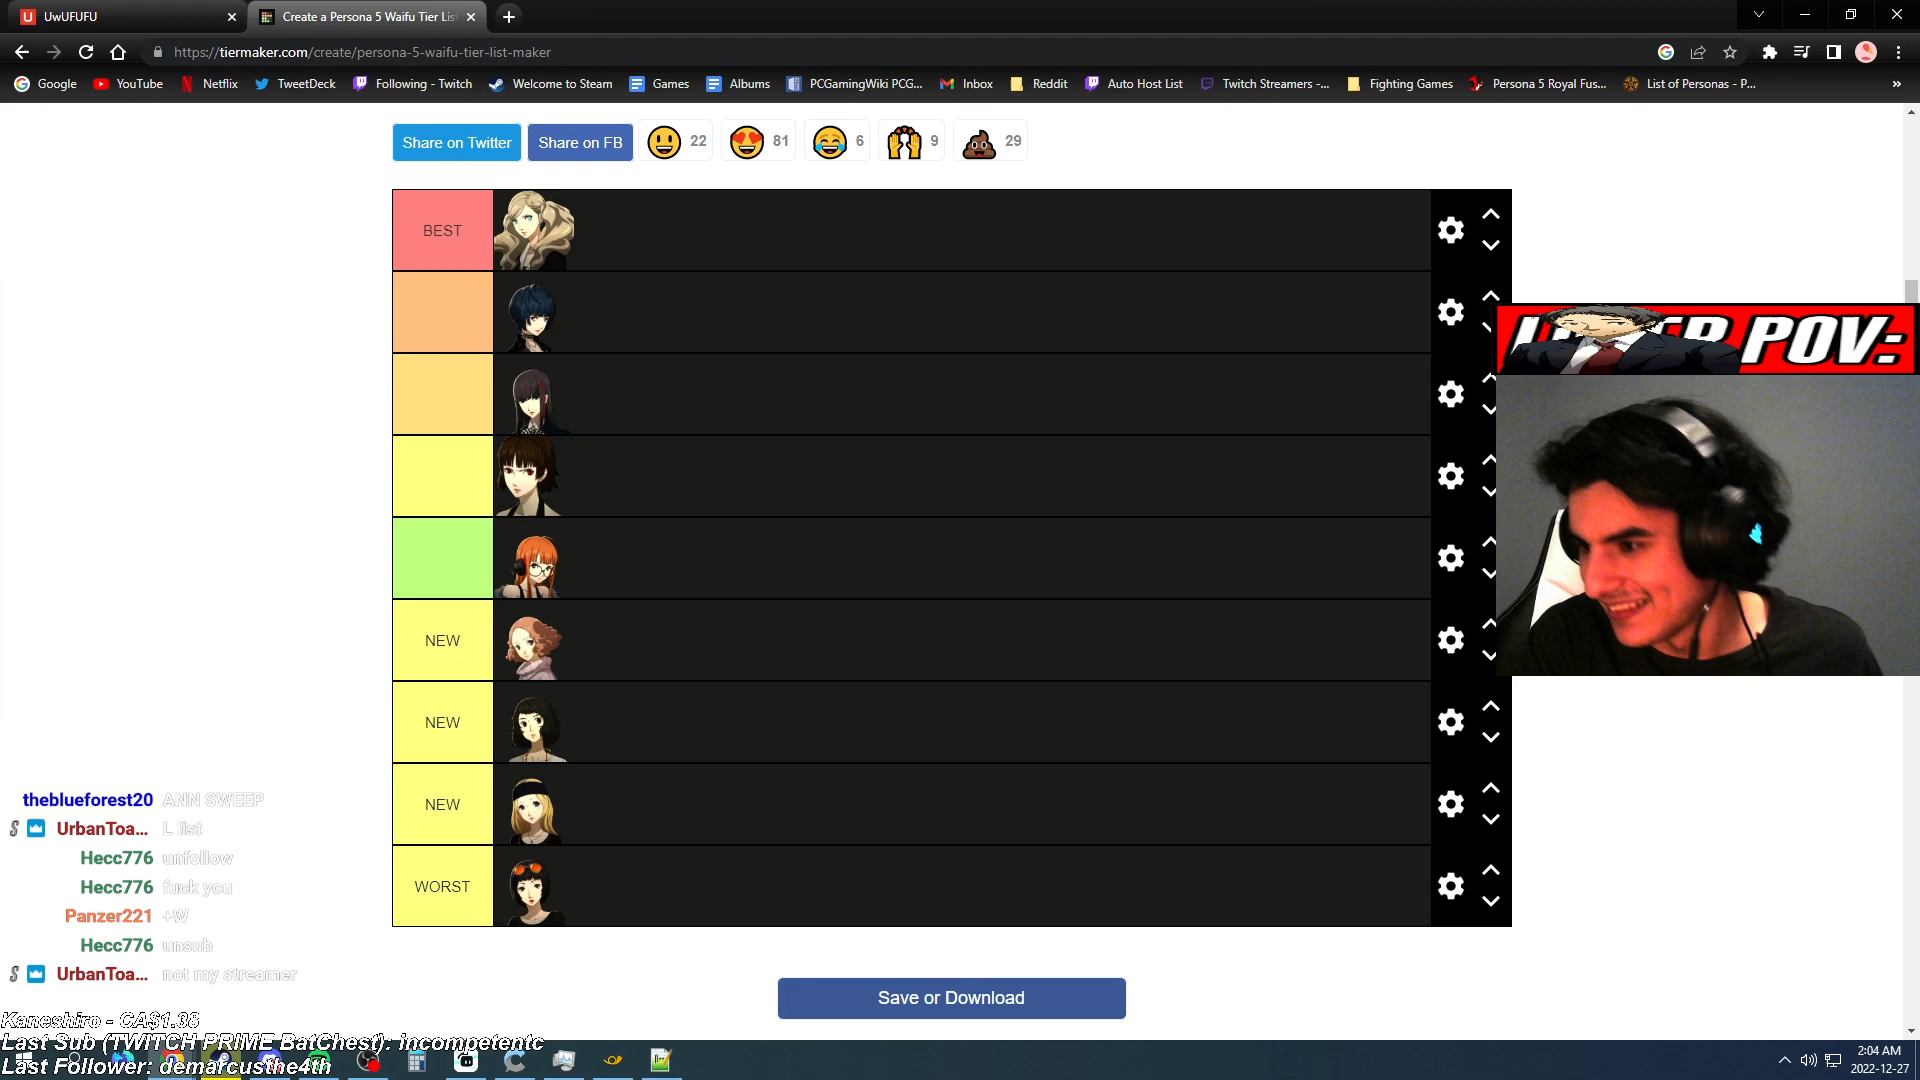 UwUFUFU
Create a Persona 5 Waifu Tier Lis
https://tiermaker.com/create/persona-5-waifu-tier-list-maker
Google YouTube Netflix TweetDeck Following - Twitch Welcome to Steam Games Albums PCGamingWiki PCG... Inbox Reddit Auto Host List Twitch Streamers -... Fighting Games Persona 5 Royal Fus... List of Personas - P... »
Share on Twitter Share on FB 22 81 6 9 29
BEST
POV:
NEW
NEW
NEW
WORST
theblueforest20 ANN SWEEP
UrbanToa... L list
Hecc776 unfollow
Hecc776 fuck you
Panzer221 +W
Hecc776 unsub
UrbanToa... not my streamer
Save or Download
Kaneshiro - CA$1.38
Last Sub (TWITCH PRIME BatChest): incompetentc
Last Follower: demarcusthe4th
2:04 AM
2022-12-27